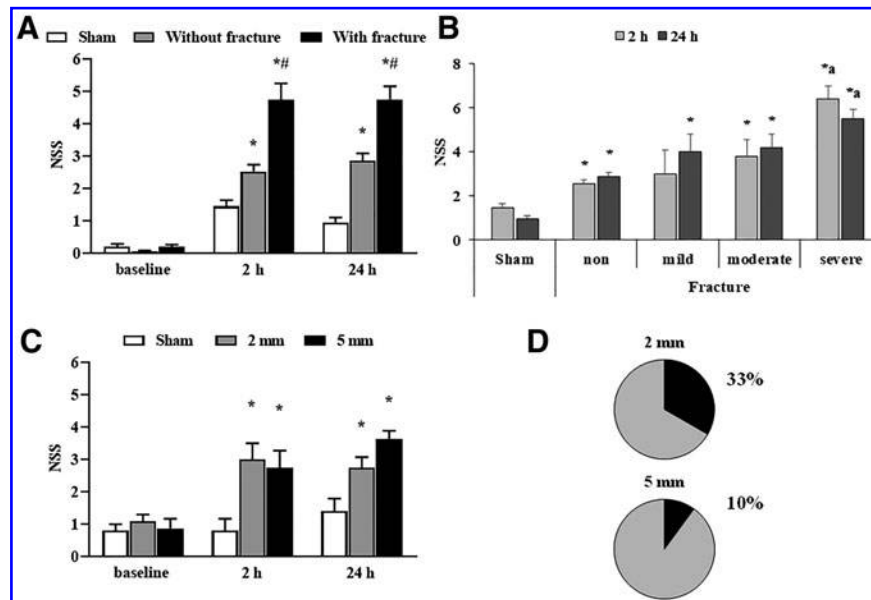 A
Sham Without fracture With fracture
6
5
4
3
2
1
0
NSS
*#
*#
*
*
baseline 2 h 24 h
B
2 h 24 h
8
6
4
2
0
NSS
*a
*a
*
*
*
*
*
Sham non mild moderate severe
Fracture
C
Sham 2 mm 5 mm
6
5
4
3
2
1
0
NSS
*
*
*
*
baseline 2 h 24 h
D
2 mm
33%
5 mm
10%